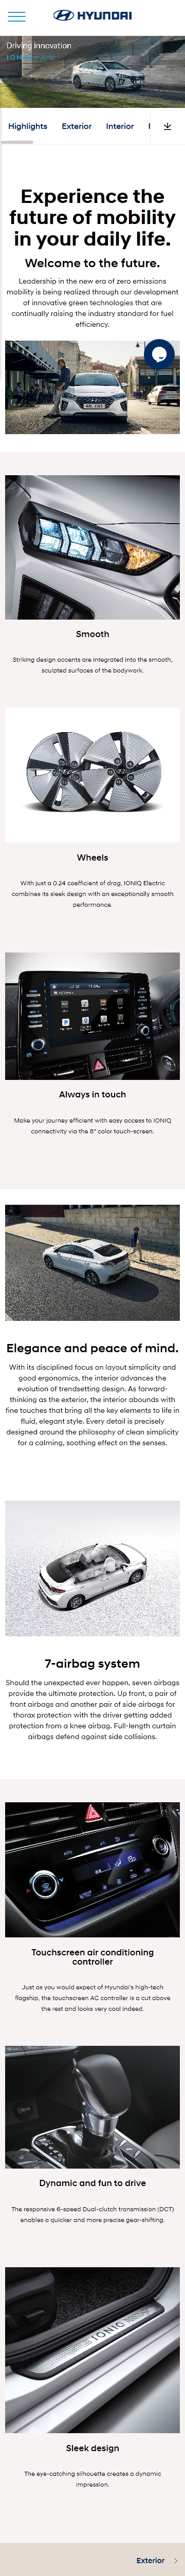 HYUNDAI
Driving innovation
Highlights Exterior Interior
Experience the
future of mobility
in your daily life.
Welcome to the future.
Leadership in the new era of zero emissions
mobility is being realized through our development
of innovative green technologies that are
continually raising the industry standard for fuel
efficiency.
Smooth
Striking design accents are integrated into the smooth,
sculpted surfaces of the bodywork.
Wheels
With just a 0.24 coefficient of drag, IONIQ Electric
combines its sleek design with an exceptionally smooth
performance.
Always in touch
Make your journey efficient with easy access to IONIQ
connectivity via the 8" color touch-screen.
Elegance and peace of mind.
With its disciplined focus on layout simplicity and
good ergonomics, the interior advances the
evolution of trendsetting design. As forward-
thinking as the exterior, the interior abounds with
fine touches that bring all the key elements to life in
fluid, elegant style. Every detail is precisely
designed around the philosophy of clean simplicity
for a calming, soothing effect on the senses.
7-airbag system
Should the unexpected ever happen, seven airbags
provide the ultimate protection. Up front, a pair of
front airbags and another pair of side airbags for
thorax protection with the driver getting added
protection from a knee airbag. Full-length curtain
airbags defend against side collisions.
Touchscreen air conditioning
controller
Just as you would expect of Hyundai's high-tech
flagship, the touchscreen AC controller is a cut above
the rest and looks very cool indeed.
Dynamic and fun to drive
The responsive 6-speed Dual-clutch transmission (DCT)
enables a quicker and more precise gear-shifting.
IONIQ
Sleek design
The eye-catching silhouette creates a dynamic
impression.
Exterior